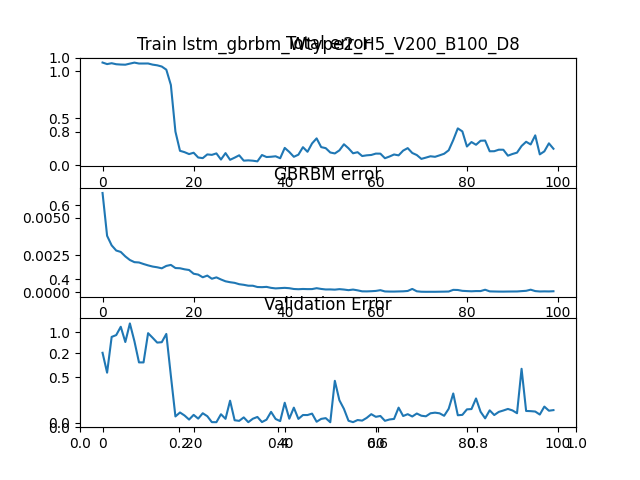 Train lstm_gbrbm_Wtype2_H5_V200_B100_D8
Total error
1.0
1.0
0.8
0.5
0.0
0 20 40 60 80 100
GBRBM error
0.6
0.0050
0.0025
0.4
0.0000
0 20 40 60 80 100
Validation Error
1.0
0.2
0.5
0.0
0.0
0.0 0 0.2 20 0.4 40 0.6 60 80 0.8 100 1.0